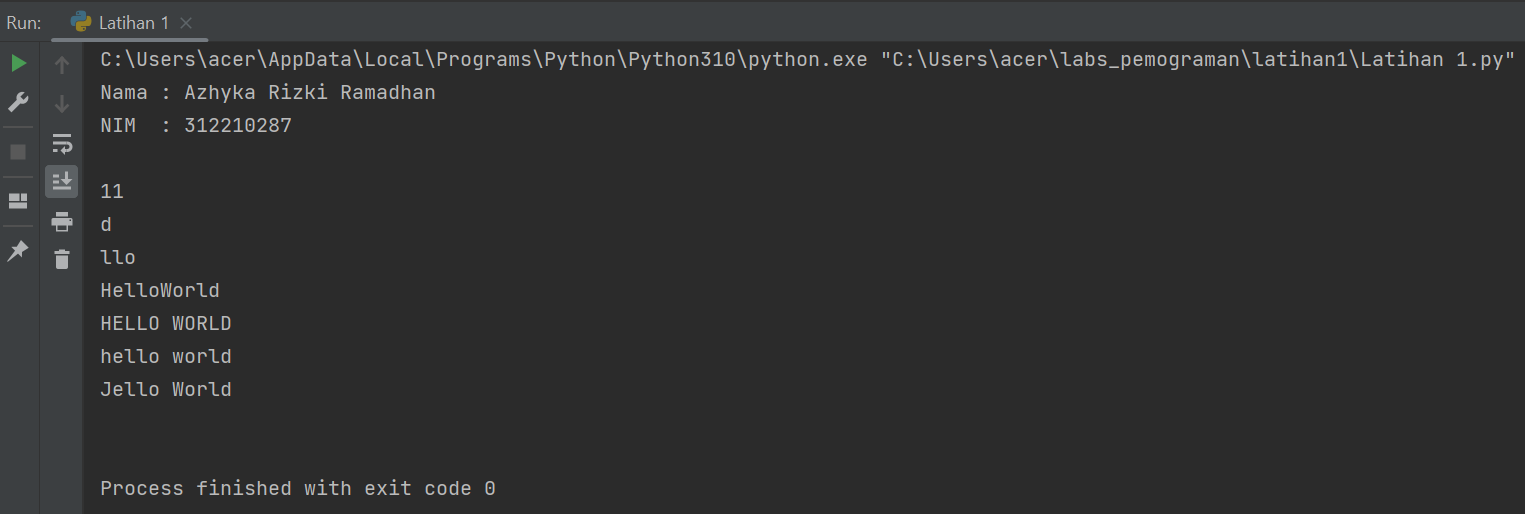 Run: Latihan 1
C:\Users\acer\AppData\Local\Programs\Python\Python310\python.exe "C:\Users\acer\labs_pemograman\latihan1\Latihan 1.py"
Nama : Azhyka Rizki Ramadhan
NIM  : 312210287
11
d
llo
HelloWorld
HELLO WORLD
hello world
Jello World
Process finished with exit code 0